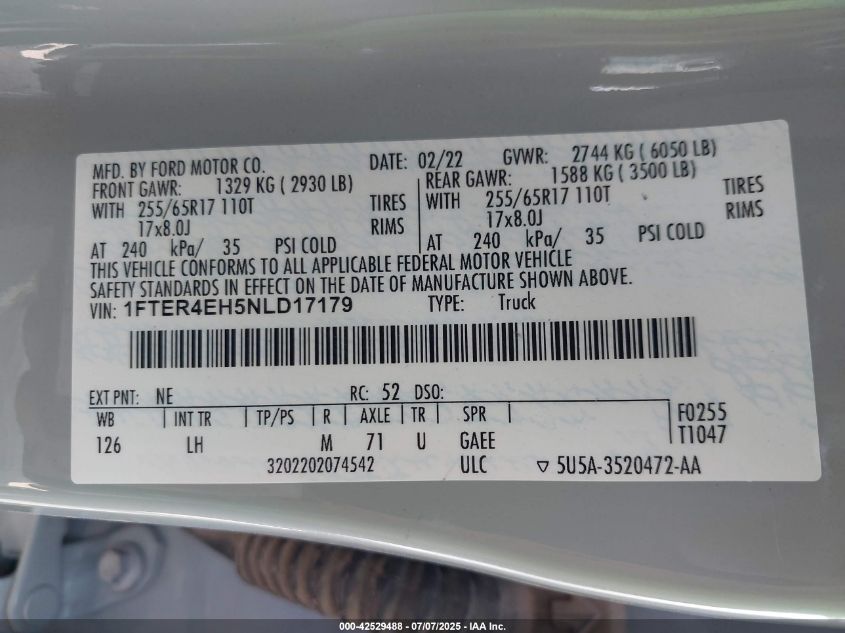 MFD. BY FORD MOTOR CO. DATE: 02/22 GVWR: 2744 KG ( 6050 LB)
FRONT GAWR: 1329 KG ( 2930 LB) REAR GAWR: 1588 KG ( 3500 LB)
WITH 255/65R17 110T TIRES WITH 255/65R17 110T TIRES
17x8.0J RIMS 17x8.0J RIMS
AT 240 kPa/ 35 PSI COLD AT 240 kPa/ 35 PSI COLD
THIS VEHICLE CONFORMS TO ALL APPLICABLE FEDERAL MOTOR VEHICLE
SAFETY STANDARDS IN EFFECT ON THE DATE OF MANUFACTURE SHOWN ABOVE.
VIN: 1FTER4EH5NLD17179 TYPE: Truck
EXT PNT: NE RC: 52 DSO:
WB | INT TR | TP/PS | R | AXLE | TR | SPR | F0255
126 LH M 71 U GAEE T1047
3202202074542 ULC ▽ 5U5A-3520472-AA
000-42529488 - 07/07/2025 - IAA Inc.